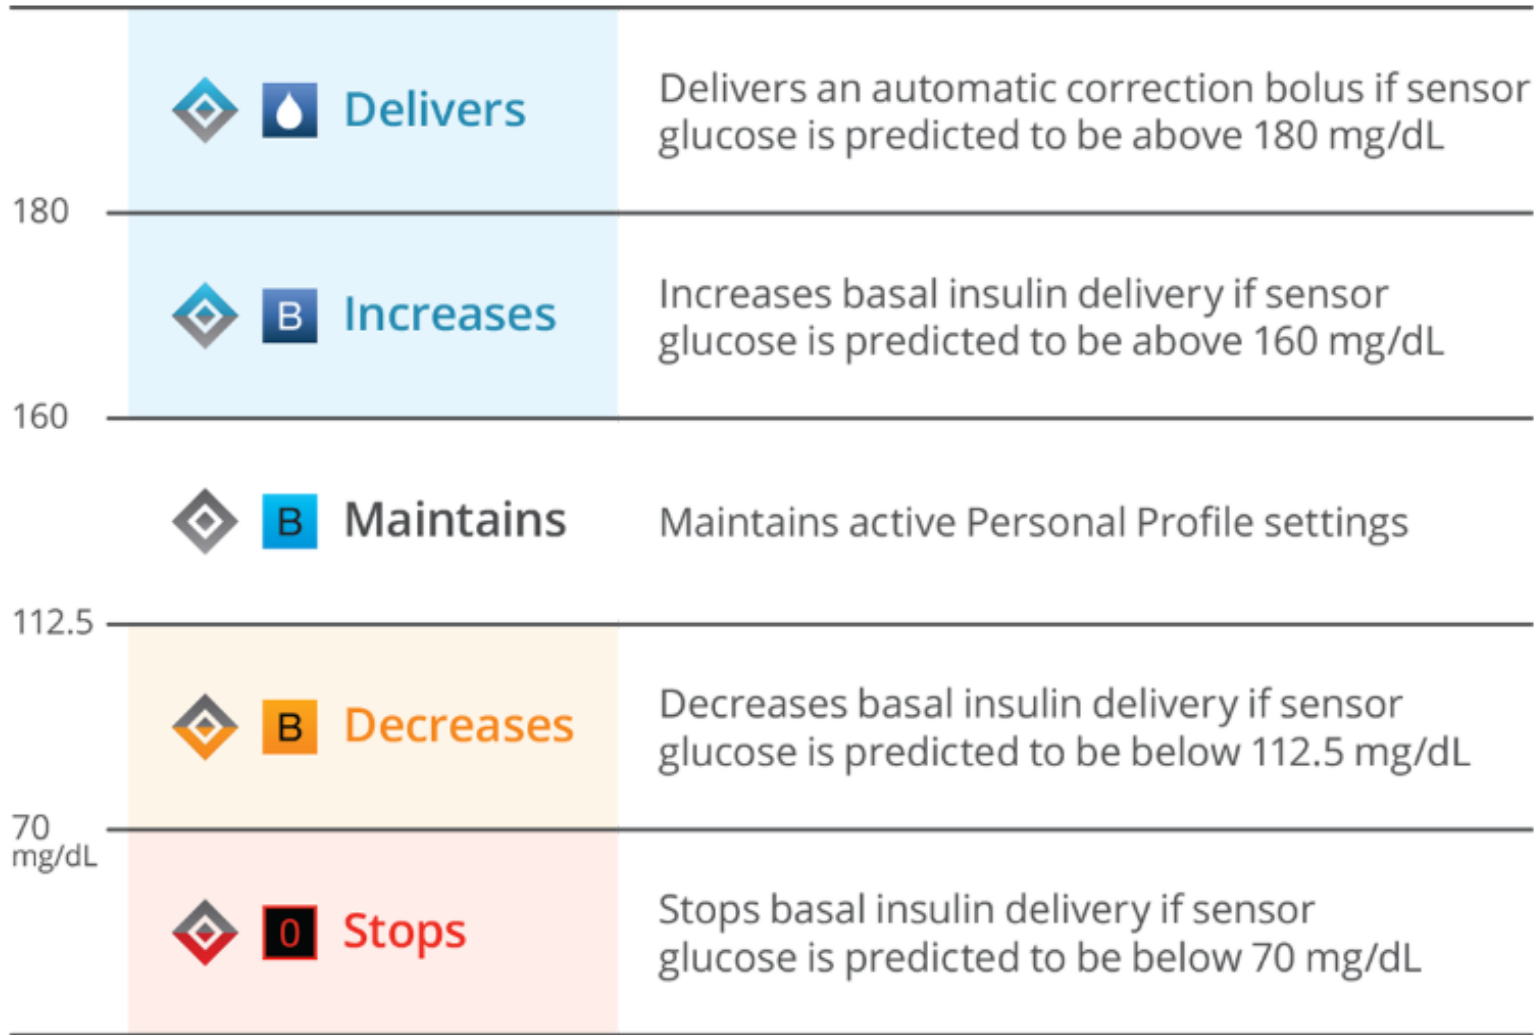 Delivers
Delivers an automatic correction bolus if sensor
glucose is predicted to be above 180 mg/dL
180
B
Increases
Increases basal insulin delivery if sensor
glucose is predicted to be above 160 mg/dL
160
B
Maintains
Maintains active Personal Profile settings
112.5
B
Decreases
Decreases basal insulin delivery if sensor
glucose is predicted to be below 112.5 mg/dL
70
mg/dL
0
Stops
Stops basal insulin delivery if sensor
glucose is predicted to be below 70 mg/dL